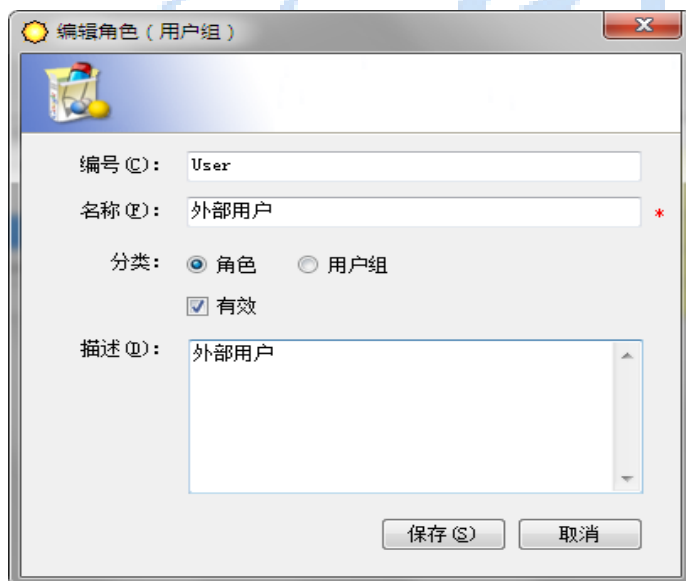 编辑角色（用户组）
编号(C)： User
名称(F)： 外部用户 *
分类： 角色 用户组
有效
描述(D)： 外部用户
保存(S) 取消